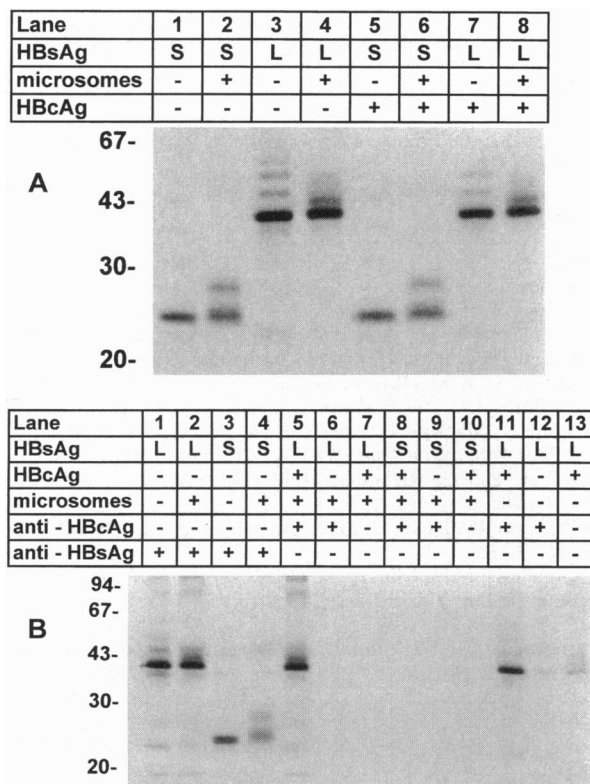 Lane 1 2 3 4 5 6 7 8
HBsAg S S L L S S L L
microsomes - + - + - + - +
HBcAg - - - - + + + +
67-
A
43-
30-
20-
Lane 1 2 3 4 5 6 7 8 9 10 11 12 13
HBsAg L L S S L L L S S S L L L
HBcAg - - - - + - + + - + + - +
microsomes - + - + + + + + + + - - -
anti - HBcAg - - - - + + - + + - + + -
anti - HBsAg + + + + - - - - - - - - -
94-
67-
B
43-
30-
20-